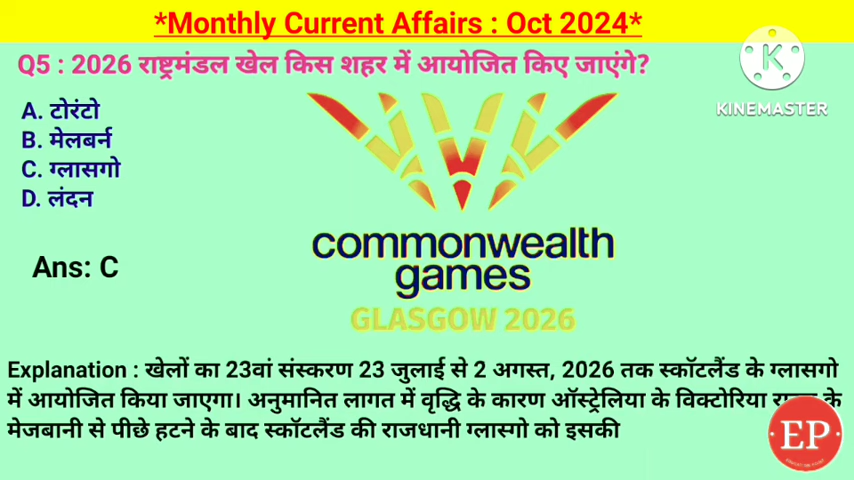 *Monthly Current Affairs : Oct 2024*
Q5 : 2026 राष्ट्रमंडल खेल किस शहर में आयोजित किए जाएंगे?
KINEMASTER
A. टोरंटो
B. मेलबर्न
C. ग्लासगो
D. लंदन
Ans: C
commonwealth
games
GLASGOW 2026
Explanation : खेलों का 23वां संस्करण 23 जुलाई से 2 अगस्त, 2026 तक स्कॉटलैंड के ग्लासगो
में आयोजित किया जाएगा। अनुमानित लागत में वृद्धि के कारण ऑस्ट्रेलिया के विक्टोरिया के
मेजबानी से पीछे हटने के बाद स्कॉटलैंड की राजधानी ग्लास्गो को इसकी
EP